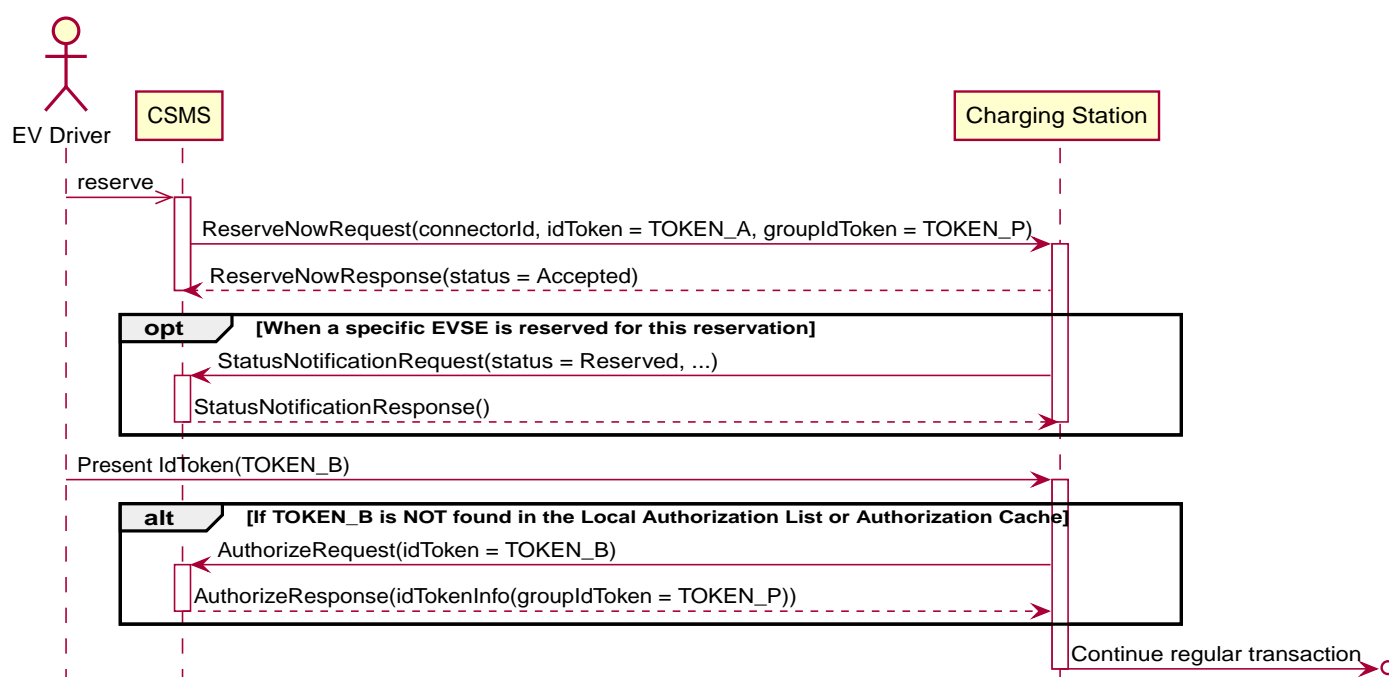 EV Driver
CSMS
Charging Station
reserve
ReserveNowRequest(connectorId, idToken = TOKEN_A, groupIdToken = TOKEN_P)
ReserveNowResponse(status = Accepted)
opt [When a specific EVSE is reserved for this reservation]
StatusNotificationRequest(status = Reserved, ...)
StatusNotificationResponse()
Present IdToken(TOKEN_B)
alt [If TOKEN_B is NOT found in the Local Authorization List or Authorization Cache]
AuthorizeRequest(idToken = TOKEN_B)
AuthorizeResponse(idTokenInfo(groupIdToken = TOKEN_P))
Continue regular transaction